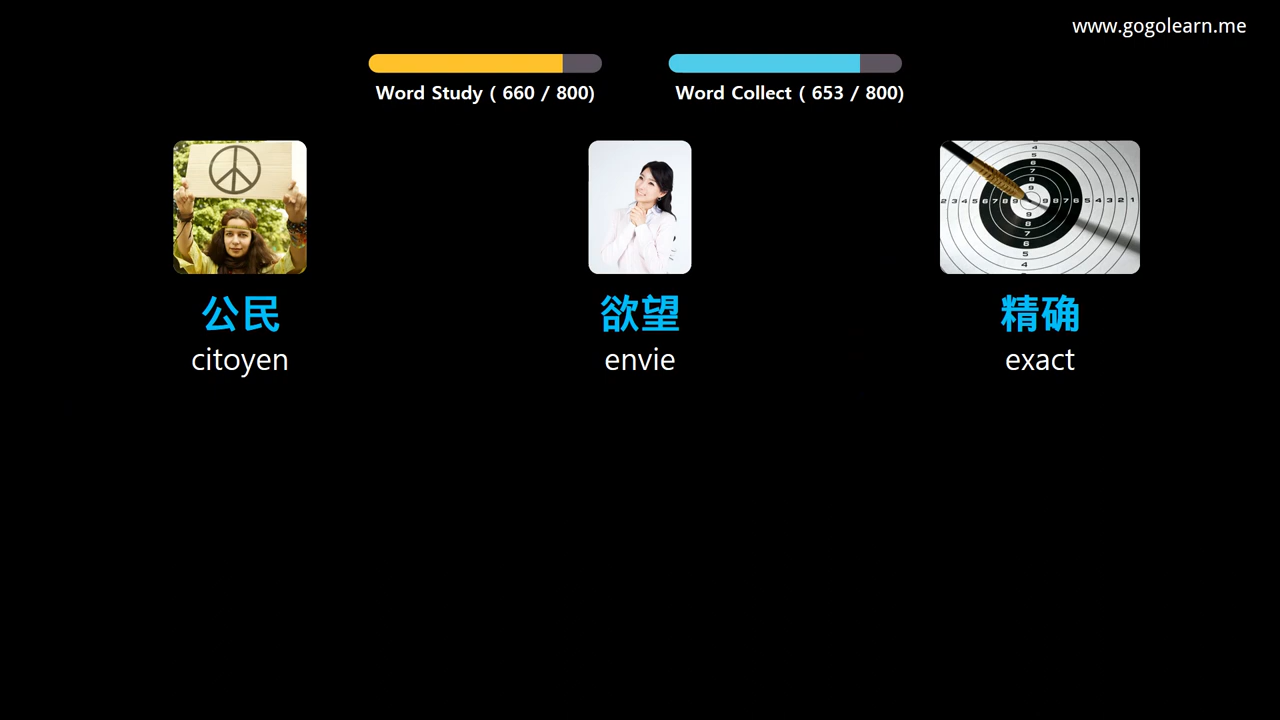 www.gogolearn.me
Word Study ( 660 / 800)
Word Collect ( 653 / 800)
公民
欲望
精确
citoyen
envie
exact